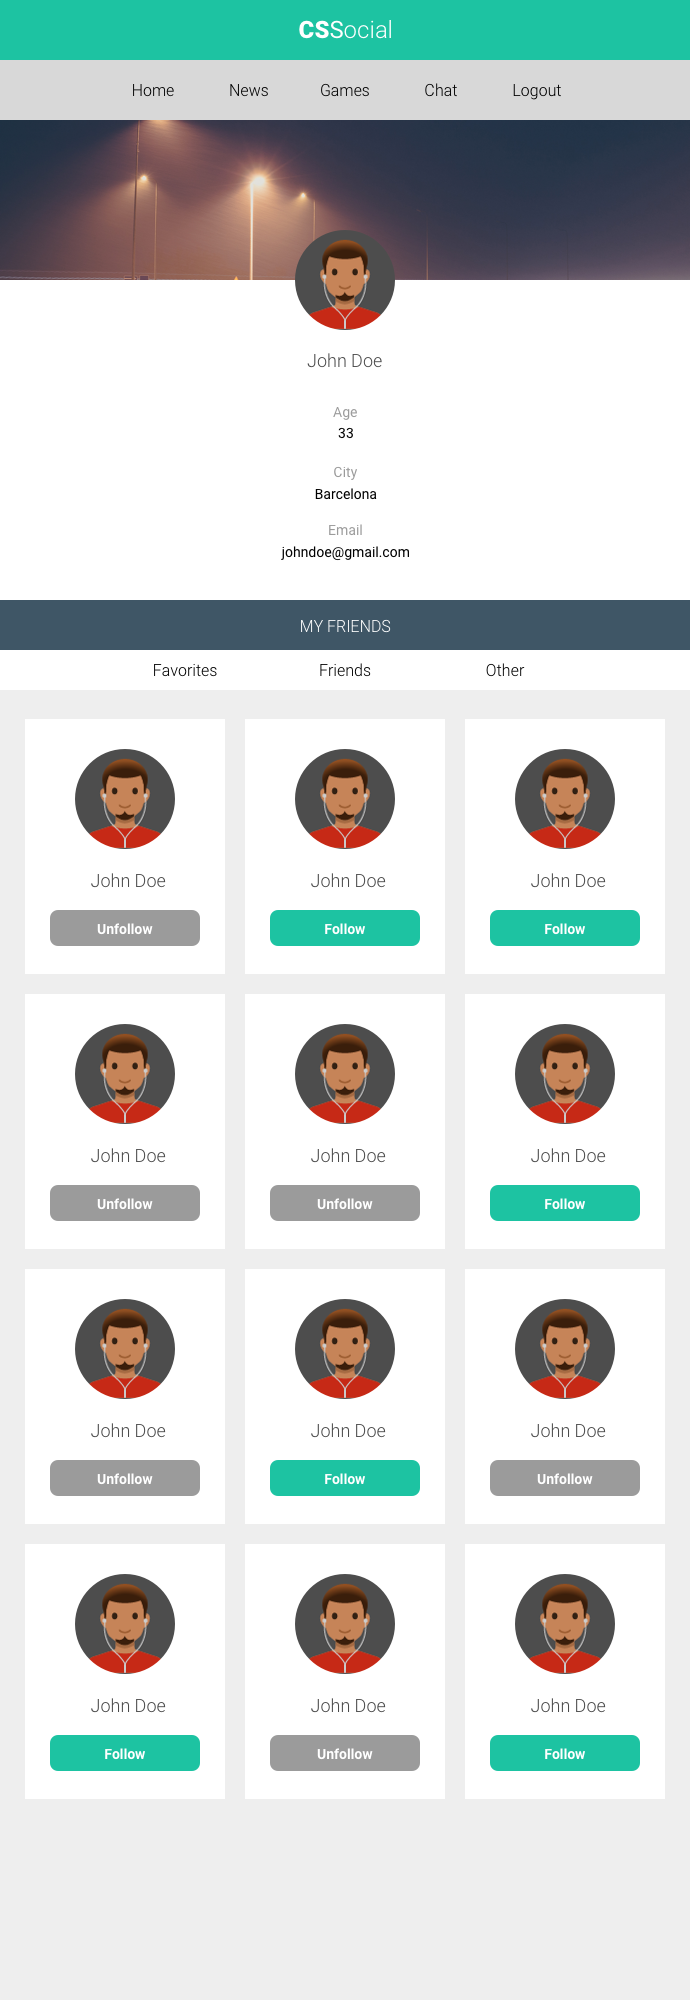 CSSocial
Home News Games Chat Logout
John Doe
Age
33
City
Barcelona
Email
johndoe@gmail.com
MY FRIENDS
Favorites Friends Other
John Doe John Doe John Doe
Unfollow Follow Follow
John Doe John Doe John Doe
Unfollow Unfollow Follow
John Doe John Doe John Doe
Unfollow Follow Unfollow
John Doe John Doe John Doe
Follow Unfollow Follow